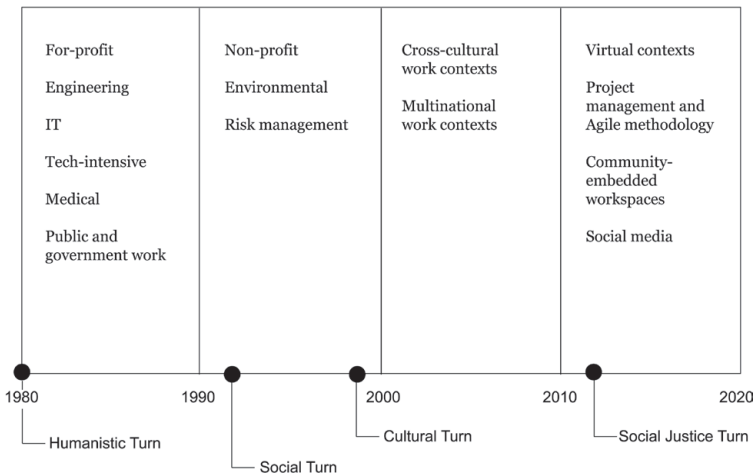 For-profit
Engineering
IT
Tech-intensive
Medical
Public and
government work
Non-profit
Environmental
Risk management
Cross-cultural
work contexts
Multinational
work contexts
Virtual contexts
Project
management and
Agile methodology
Community-
embedded
workspaces
Social media
1980
1990
2000
2010
2020
Humanistic Turn
Social Turn
Cultural Turn
Social Justice Turn